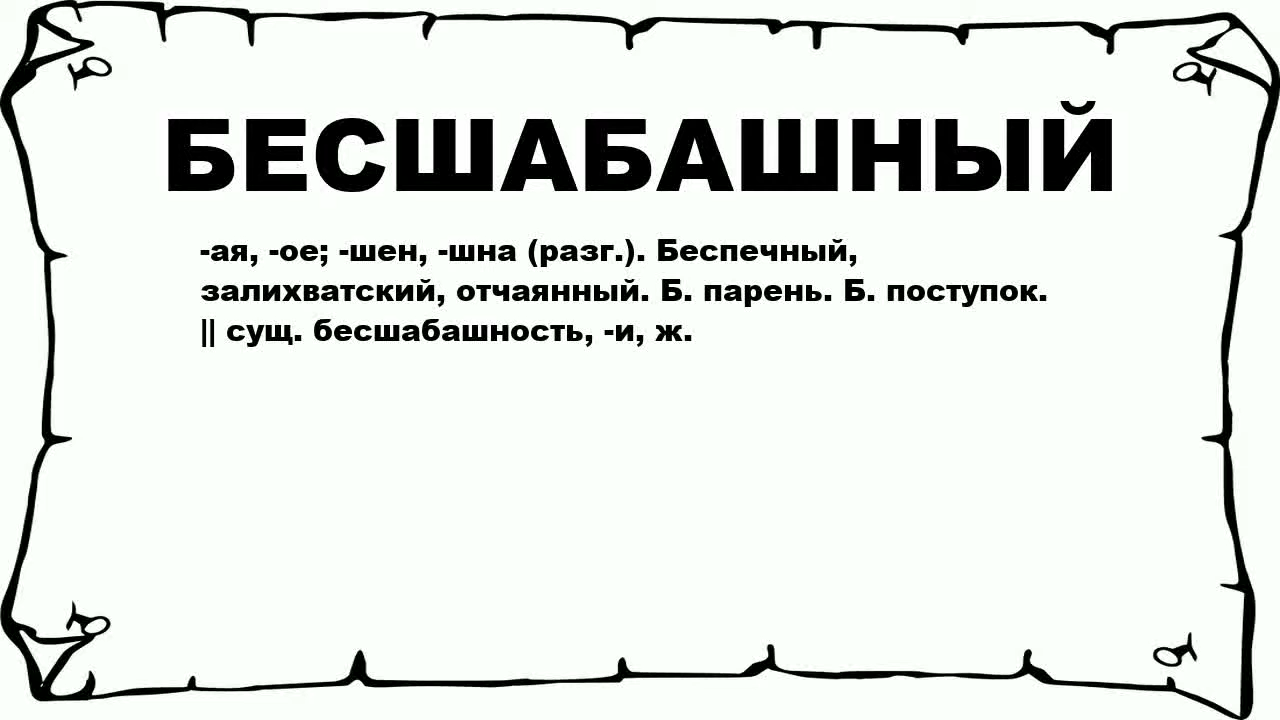 БЕСШАБАШНЫЙ
-ая, -ое; -шен, -шна (разг.). Беспечный,
залихватский, отчаянный. Б. парень. Б. поступок.
|| сущ. бесшабашность, -и, ж.